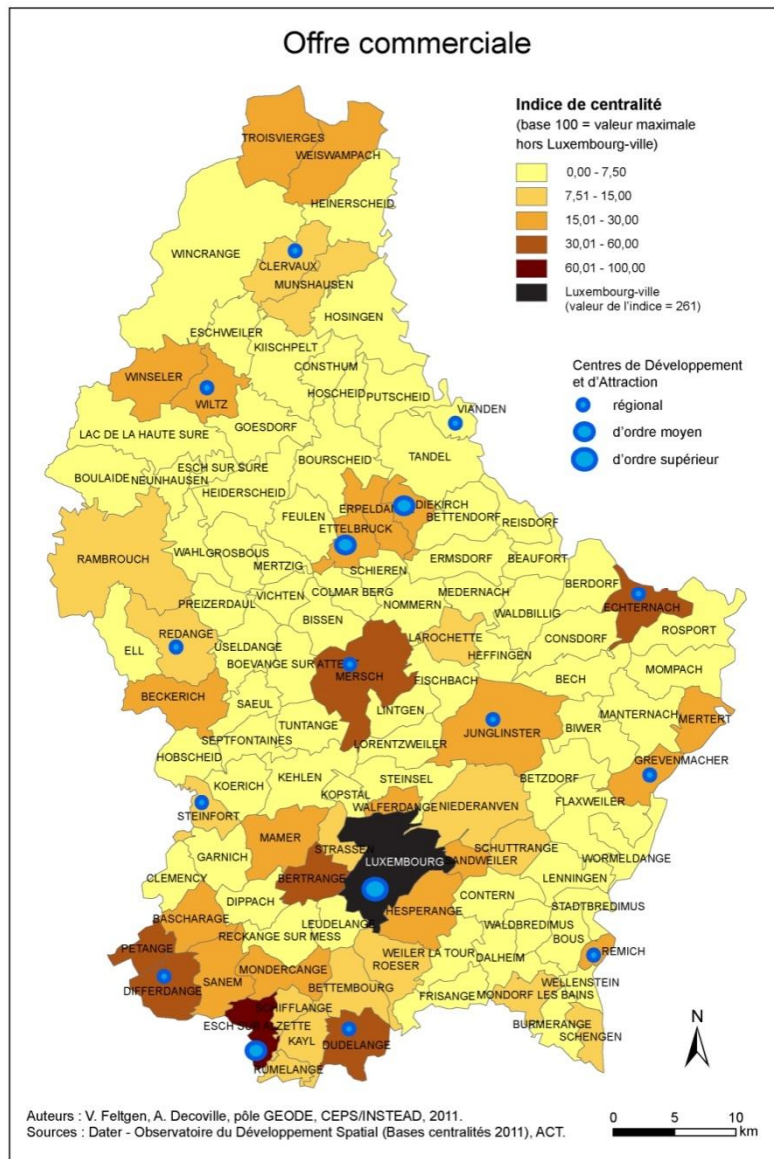 Offre commerciale
Indice de centralité
(base 100 = valeur maximale
hors Luxembourg-ville)
0,00 - 7,50
7,51 - 15,00
15,01 - 30,00
30,01 - 60,00
60,01 - 100,00
Luxembourg-ville
(valeur de l'indice = 261)
Centres de Développement
et d'Attraction
régional
d'ordre moyen
d'ordre supérieur
TROISVIERGES
WEISWAMPACH
HEINERSCHEID
WINCRANGE
CLERVAUX
MUNSHAUSEN
HOSINGEN
ESCHWEILER
KIISCHPELT
CONSTHUM
WINSELER
WILTZ
HOSCHEID
PUTSCHEID
VIANDEN
GOESDORF
LAC DE LA HAUTE SURE
BOURSCHEID
TANDEL
ESCH SUR SURE
BOULAIDE
NEUNHAUSEN
HEIDERSCHEID
ERPELDANGE
DIEKIRCH
FEULEN
BETTENDORF
REISDORF
ETTELBRUCK
RAMBROUCH
WAHL
GROSBOUS
MERTZIG
SCHIEREN
ERMSDORF
BEAUFORT
BERDORF
ECHTERNACH
VICHTEN
COLMAR BERG
MEDERNACH
PREIZERDAUL
NOMMERN
WALDBILLIG
BISSEN
CONSDORF
ROSPORT
REDANGE
USELDANGE
LAROCHETTE
HEFFINGEN
ELL
BOEVANGE SUR ATTERT
MERSCH
FISCHBACH
BECH
MOMPACH
BECKERICH
SAEUL
LINTGEN
MANTERNACH
MERTERT
TUNTANGE
JUNGLINSTER
BIWER
SEPTFONTAINES
LORENTZWEILER
HOBSCHEID
GREVENMACHER
KEHLEN
STEINSEL
BETZDORF
KOERICH
KOPSTAL
FLAXWEILER
STEINFORT
WALFERDANGE
NIEDERANVEN
MAMER
STRASSEN
SCHUTTRANGE
GARNICH
LUXEMBOURG
SANDWEILER
WORMELDANGE
CLEMENCY
BERTRANGE
LENNINGEN
CONTERN
DIPPACH
HESPERANGE
STADTBREDIMUS
BASCHARAGE
LEUDELANGE
WALDBREDIMUS
RECKANGE SUR MESS
BOUS
PETANGE
WEILER LA TOUR
DALHEIM
REMICH
MONDERCANGE
ROESER
DIFFERDANGE
SANEM
BETTEMBOURG
WELLENSTEIN
FRISANGE
MONDORF LES BAINS
SCHIFFLANGE
ESCH SUR ALZETTE
BURMERANGE
KAYL
SCHENGEN
DUDELANGE
RUMELANGE
N
Auteurs : V. Feltgen, A. Decoville, pôle GEODE, CEPS/INSTEAD, 2011.
Sources : Dater - Observatoire du Développement Spatial (Bases centralités 2011), ACT.
0 5 10
km